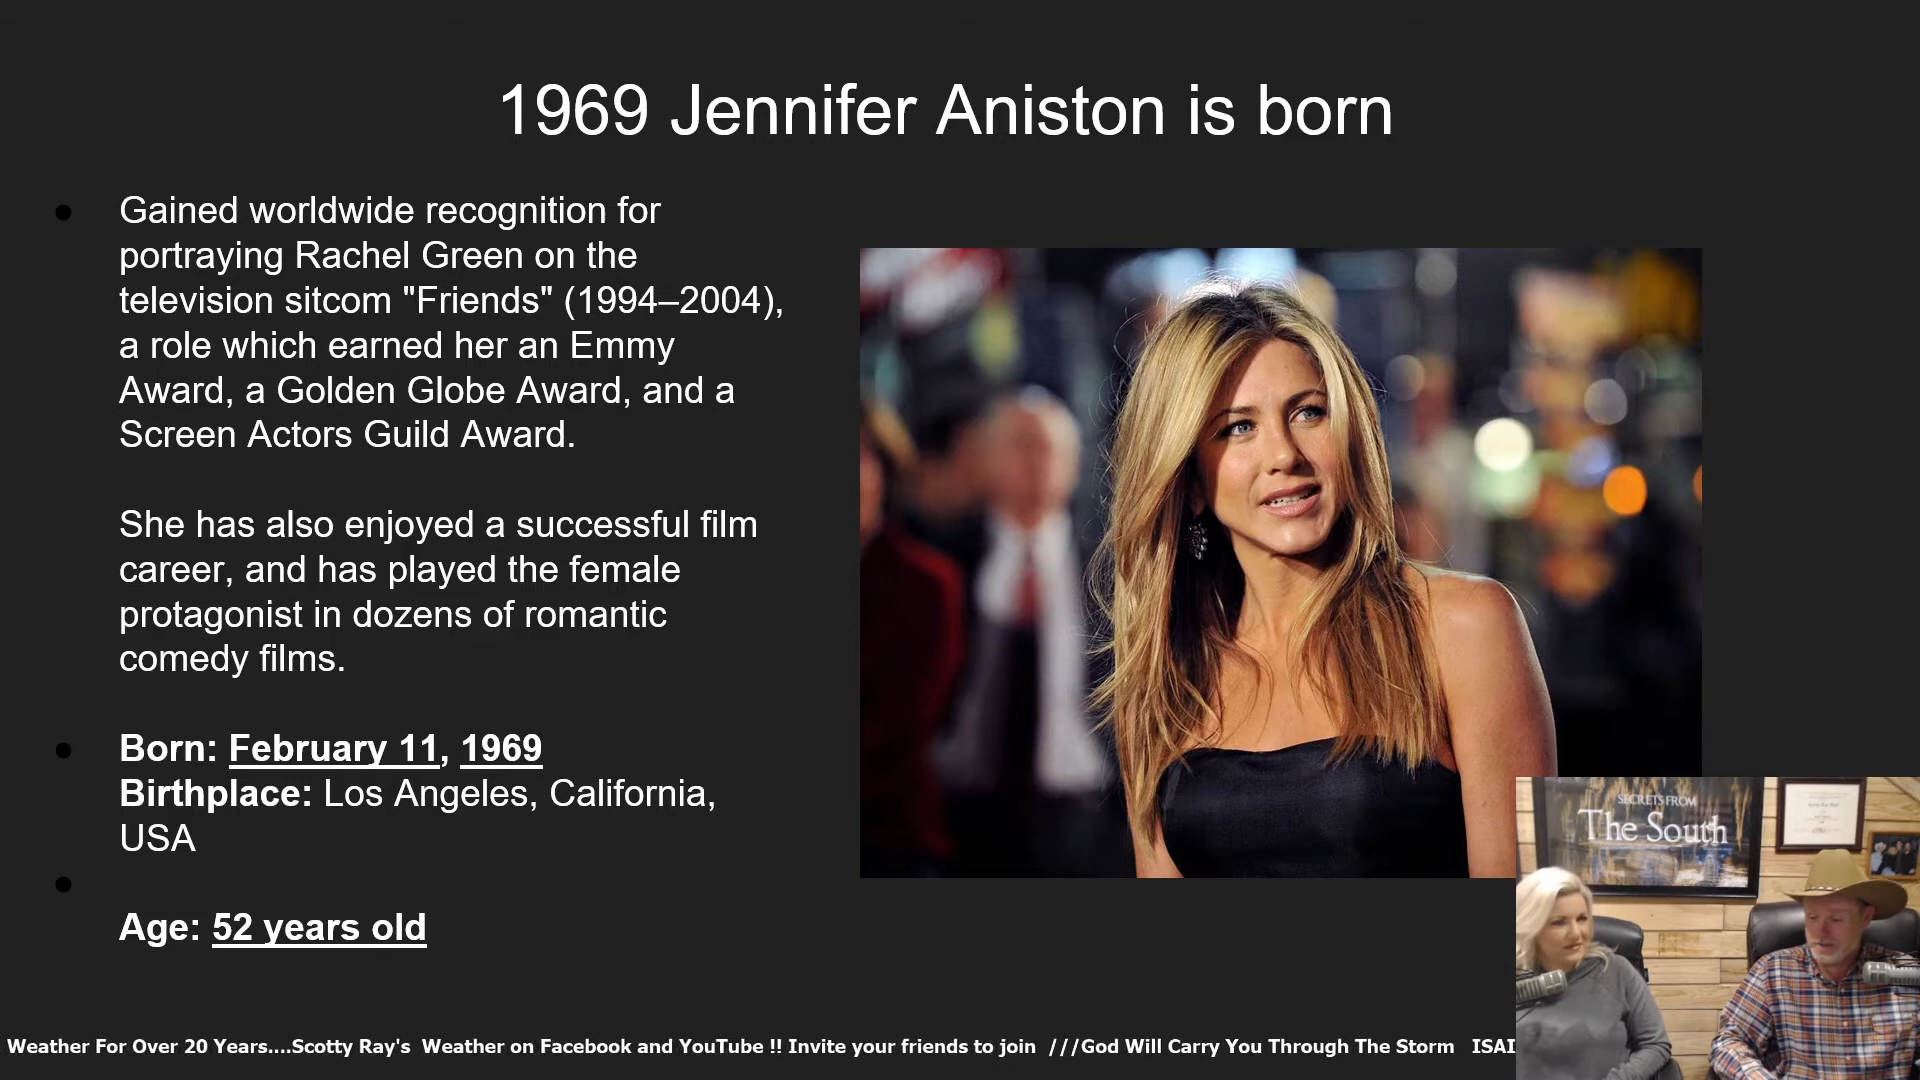 1969 Jennifer Aniston is born
Gained worldwide recognition for
portraying Rachel Green on the
television sitcom "Friends" (1994–2004),
a role which earned her an Emmy
Award, a Golden Globe Award, and a
Screen Actors Guild Award.
She has also enjoyed a successful film
career, and has played the female
protagonist in dozens of romantic
comedy films.
Born: February 11, 1969
Birthplace: Los Angeles, California,
USA
Age: 52 years old
SECRETS FROM
The South
Weather For Over 20 Years....Scotty Ray's  Weather on Facebook and YouTube !! Invite your friends to join  ///God Will Carry You Through The Storm   ISAI